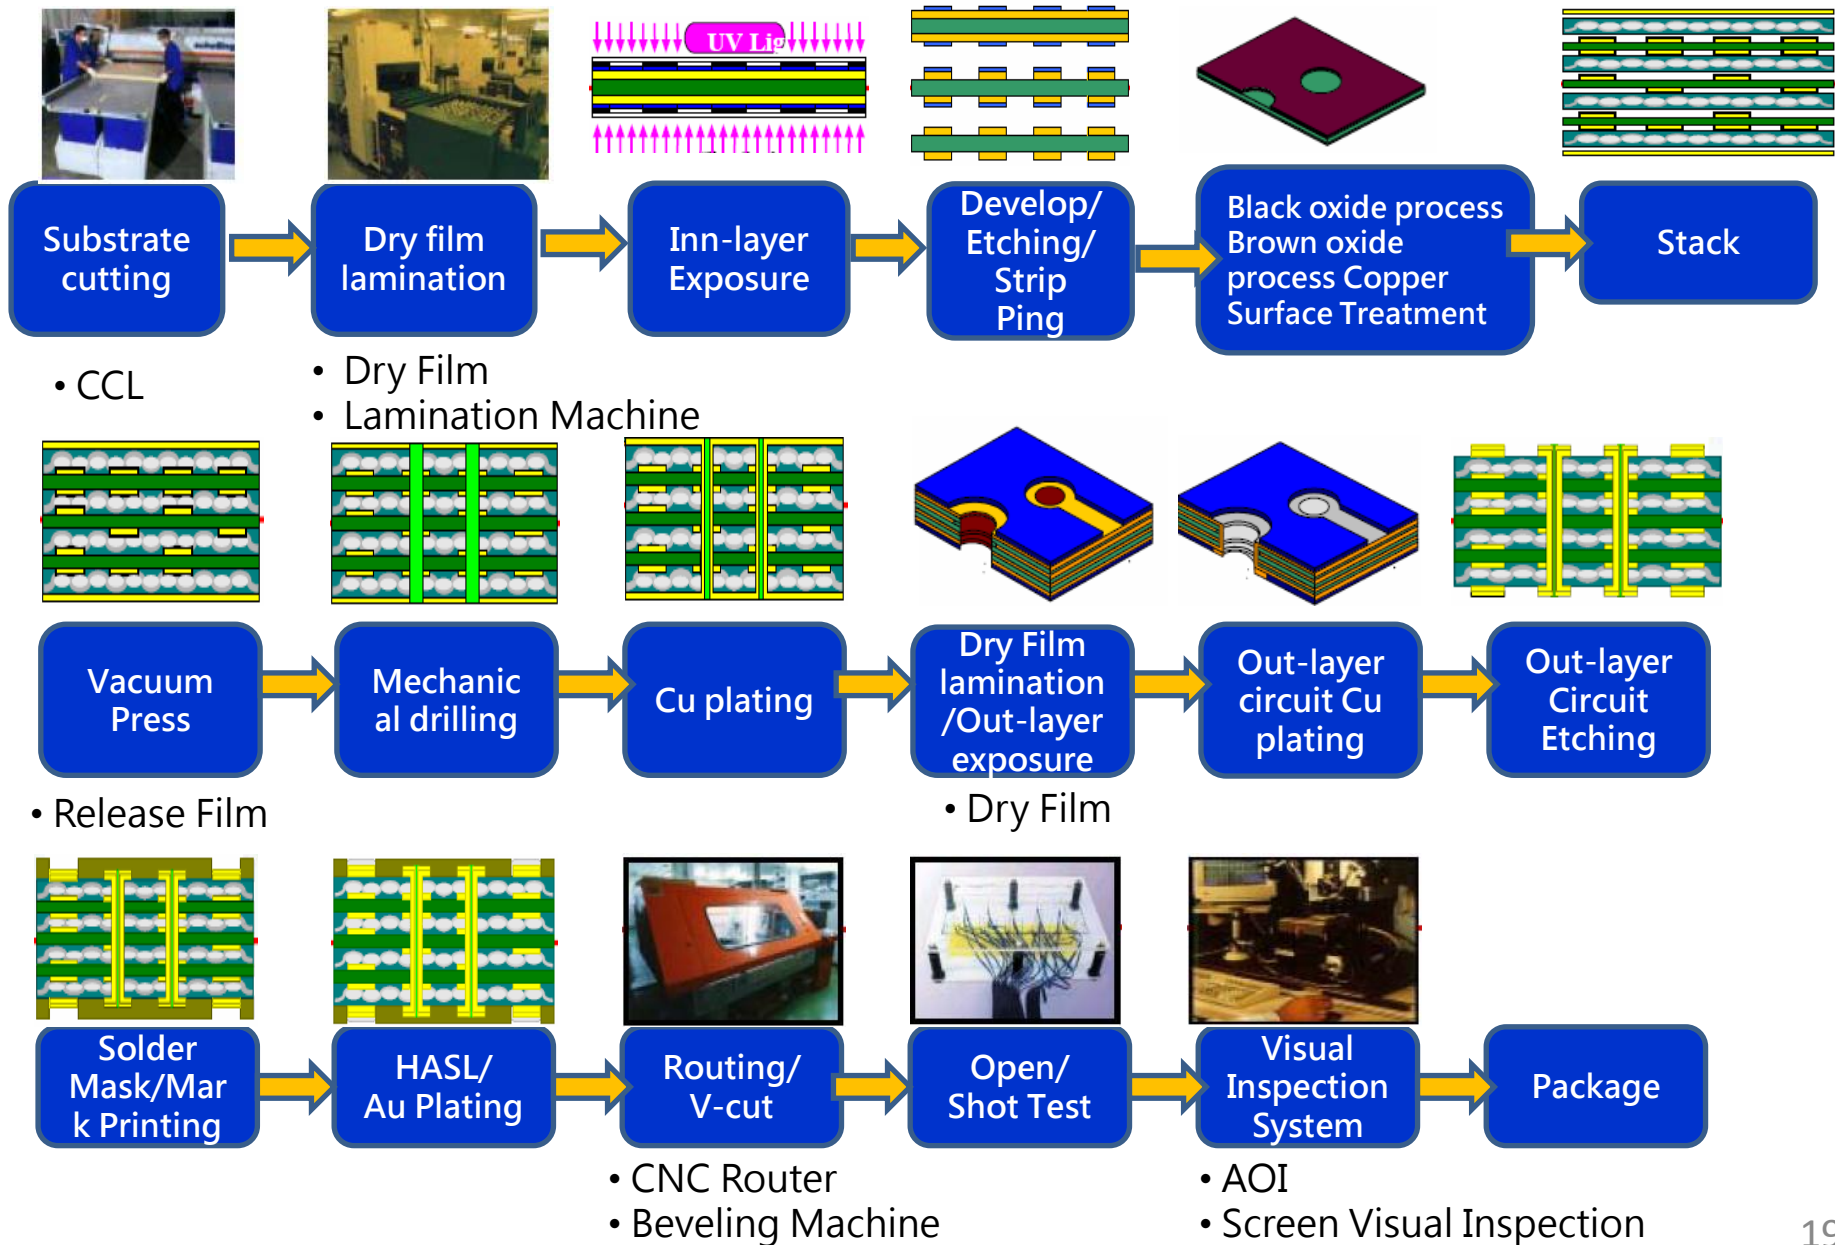 UV Lig
Substrate
cutting
Dry film
lamination
Inn-layer
Exposure
Develop/
Etching/
Strip
Ping
Black oxide process
Brown oxide
process Copper
Surface Treatment
Stack
• CCL
• Dry Film
• Lamination Machine
Vacuum
Press
Mechanic
al drilling
Cu plating
Dry Film
lamination
/Out-layer
exposure
Out-layer
circuit Cu
plating
Out-layer
Circuit
Etching
• Release Film
• Dry Film
Solder
Mask/Mar
k Printing
HASL/
Au Plating
Routing/
V-cut
Open/
Shot Test
Visual
Inspection
System
Package
• CNC Router
• Beveling Machine
• AOI
• Screen Visual Inspection
19